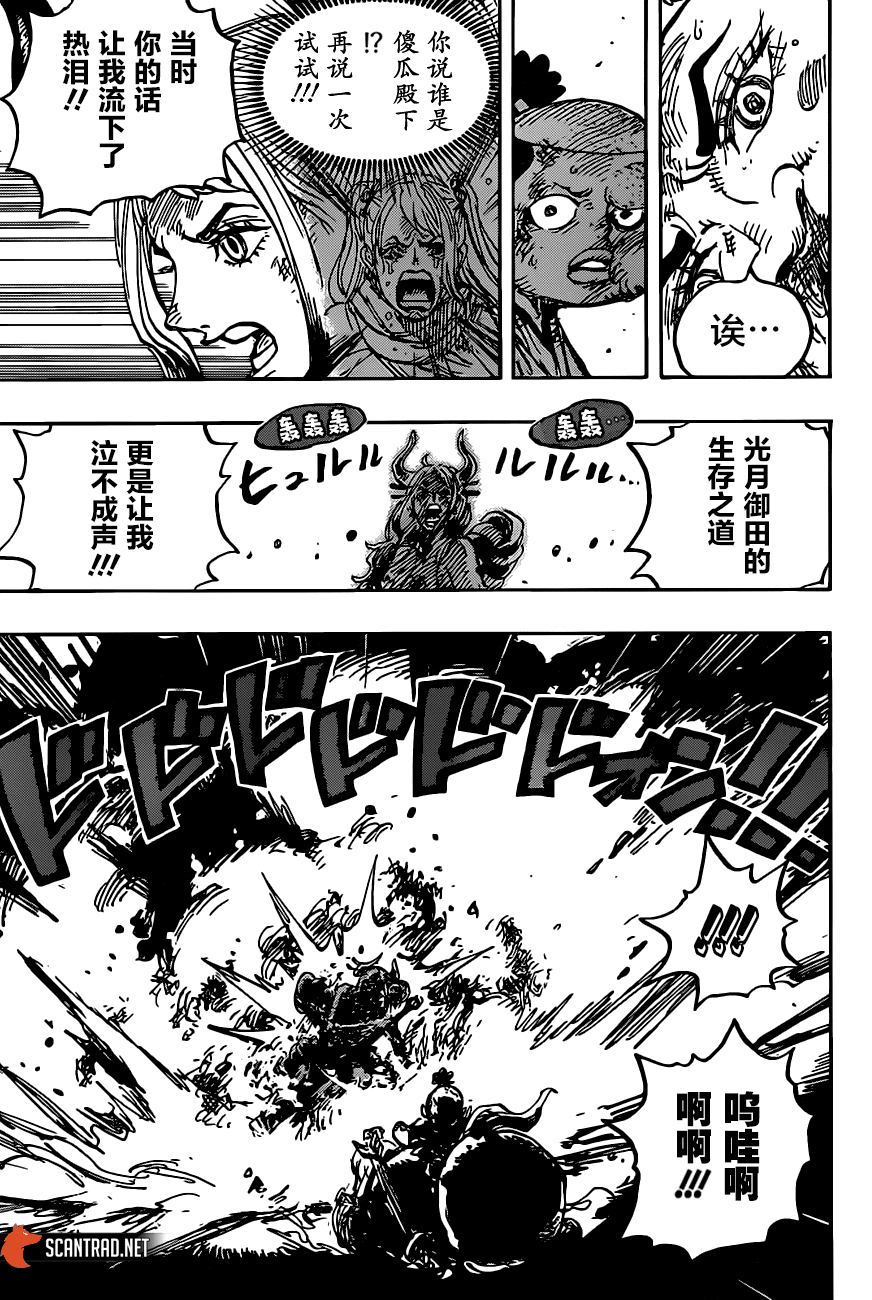 诶…
你说谁是
傻瓜殿下
!?
再说一次
试试!!!
当时
你的话
让我流下了
热泪!!
光月御田的
生存之道
轰轰…
ルルルル…
轰轰轰
ヒュルルル
更是让我
泣不成声!!!
ドドドドドドォン!!
!!!!
呜哇啊
啊啊!!!
SCANTRAD.NET